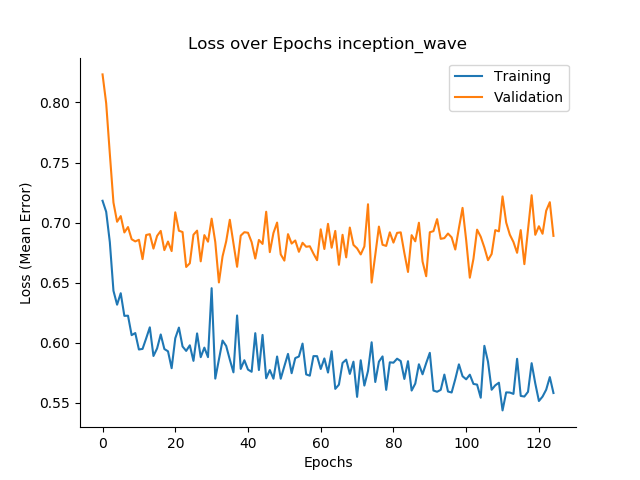 Loss over Epochs inception_wave
Training
Validation
Loss (Mean Error)
0.80
0.75
0.70
0.65
0.60
0.55
0 20 40 60 80 100 120
Epochs